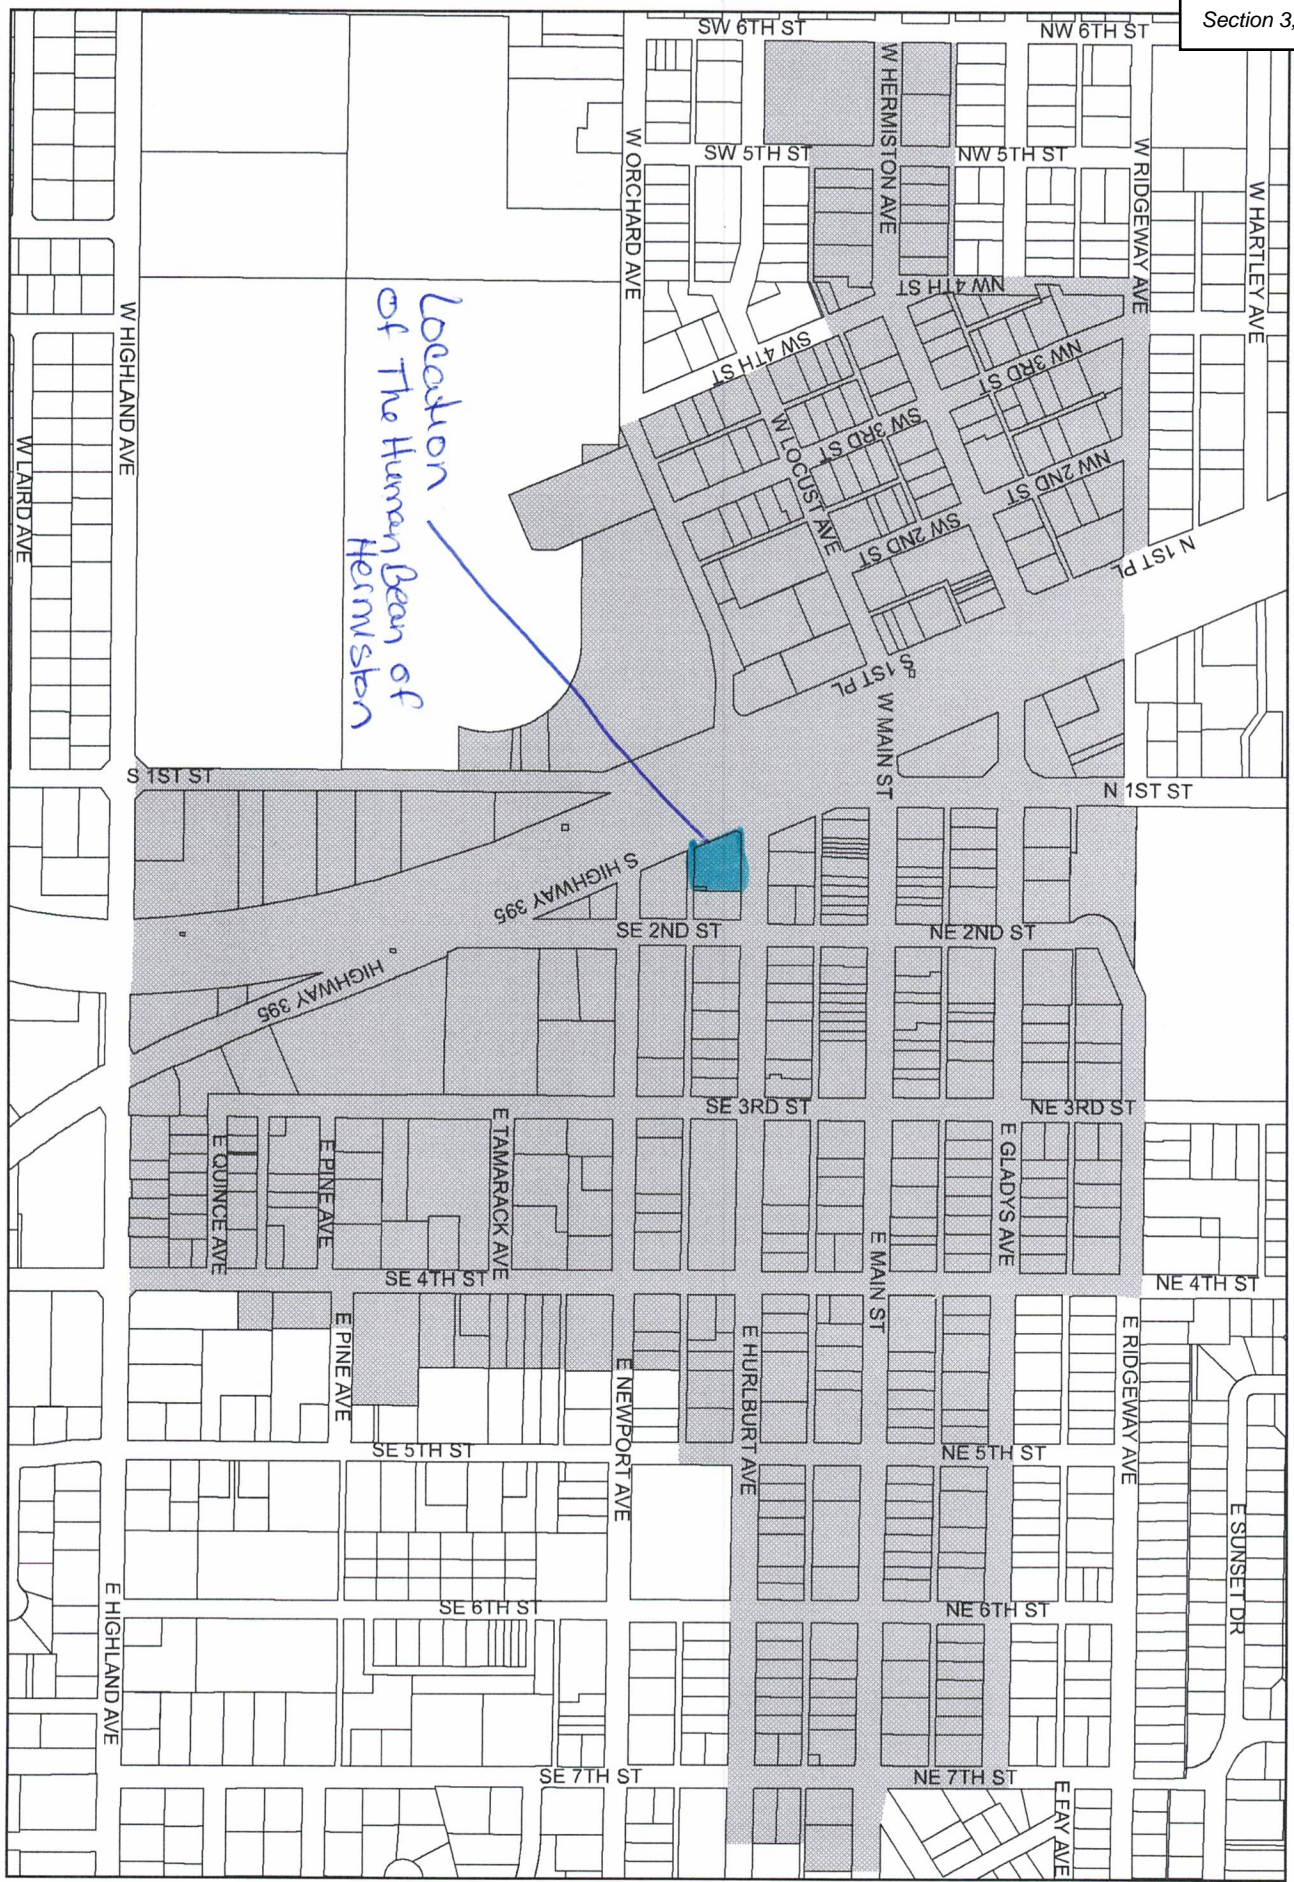 Section 3,
SW 6TH ST
NW 6TH ST
W HERMISTON AVE
W ORCHARD AVE
SW 5TH ST
NW 5TH ST
W RIDGEWAY AVE
W HARTLEY AVE
NW 4TH ST
W HIGHLAND AVE
SW 4TH ST
NW 3RD ST
SW 3RD ST
W LOCUST AVE
W LAIRD AVE
NW 2ND ST
SW 2ND ST
N 1ST PL
Location
of The Human Bean of
Hermiston
S 1ST PL
W MAIN ST
S 1ST ST
N 1ST ST
S HIGHWAY 395
SE 2ND ST
NE 2ND ST
HIGHWAY 395
SE 3RD ST
NE 3RD ST
E QUINCE AVE
E PINE AVE
E TAMARACK AVE
E GLADYS AVE
E MAIN ST
SE 4TH ST
NE 4TH ST
E PINE AVE
E NEWPORT AVE
E HURLBURT AVE
E RIDGEWAY AVE
SE 5TH ST
NE 5TH ST
E SUNSET DR
E HIGHLAND AVE
SE 6TH ST
NE 6TH ST
SE 7TH ST
NE 7TH ST
E FAY AVE